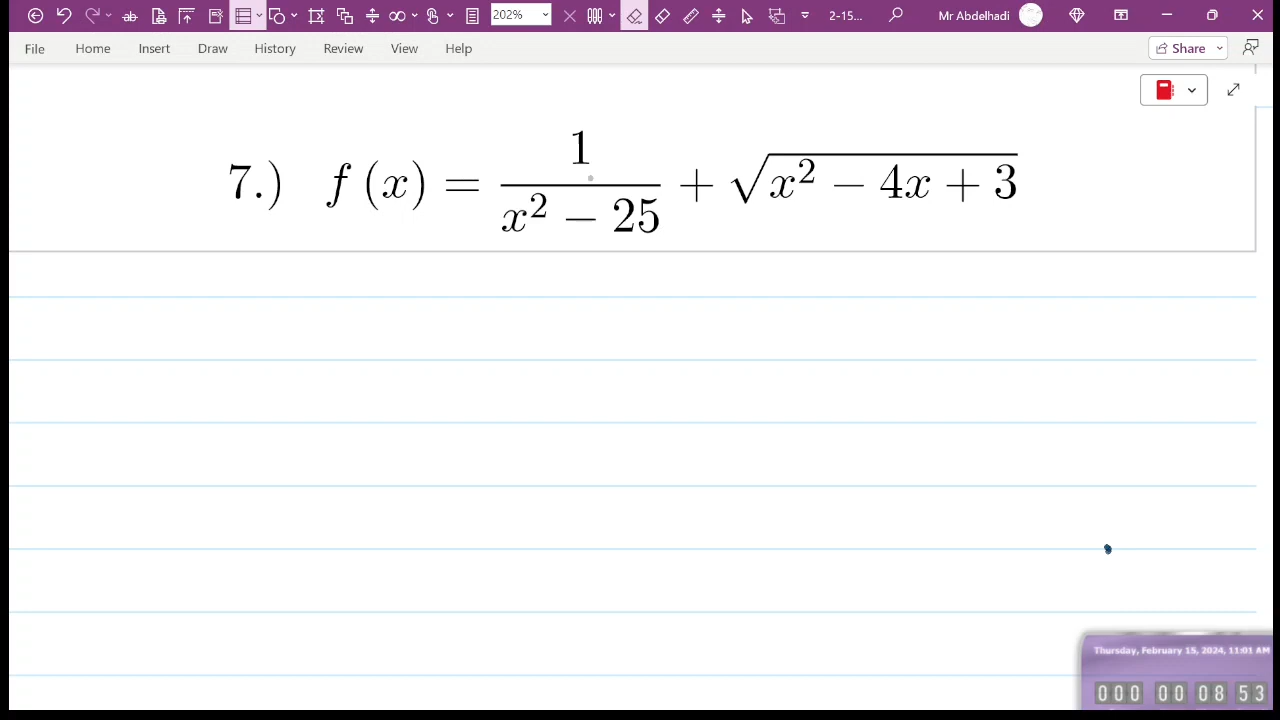 202% 2-15... Mr Abdelhadi
File Home Insert Draw History Review View Help Share
7.) f (x) = 1/(x² − 25) + √(x² − 4x + 3)
Thursday, February 15, 2024, 11:01 AM
000 00 08 53